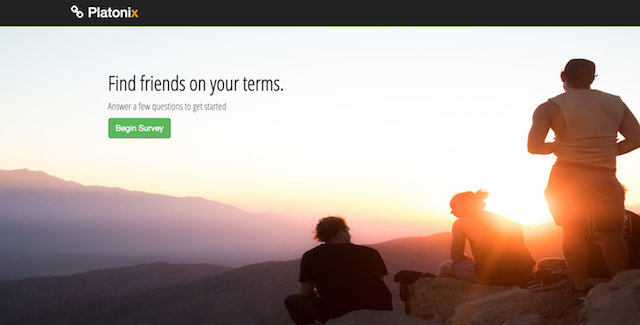 Platonix
Find friends on your terms.
Answer a few questions to get started
Begin Survey